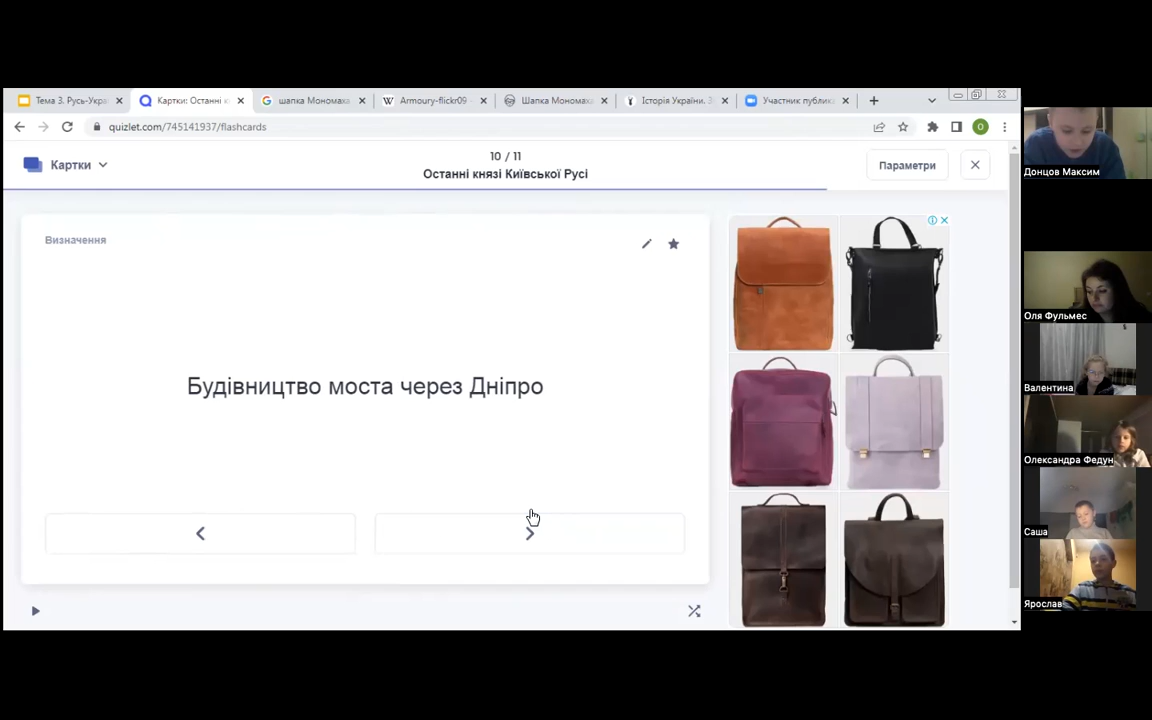 Тема 3. Русь-Укра
Картки: Останні к
шапка Мономаха
Armoury-flickr09
Шапка Мономаха
Історія України. З
Участник публика
quizlet.com/745141937/flashcards
O
Картки
10 / 11
Останні князі Київської Русі
Параметри
Визначення
Будівництво моста через Дніпро
Донцов Максим
Оля Фульмес
Валентина
Олександра Федун
Саша
Ярослав